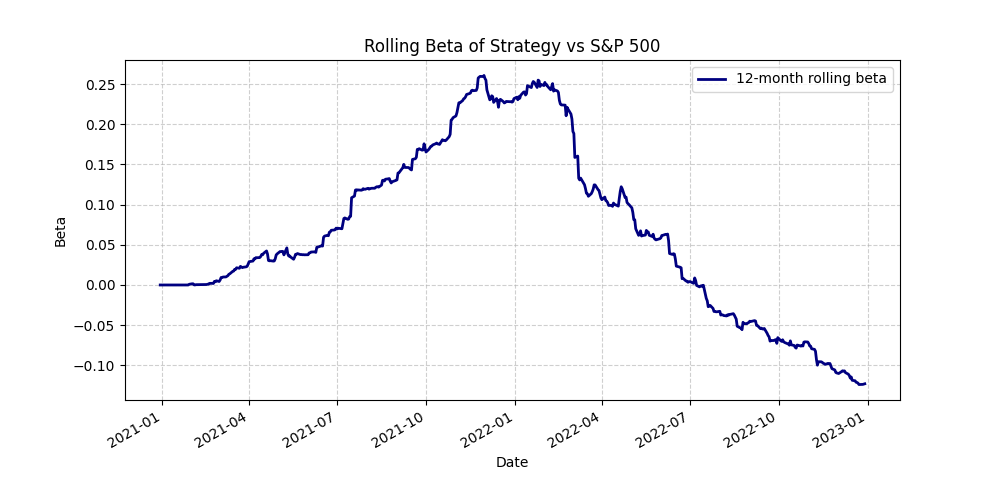 Rolling Beta of Strategy vs S&P 500
12-month rolling beta
Beta
0.25
0.20
0.15
0.10
0.05
0.00
−0.05
−0.10
2021-01 2021-04 2021-07 2021-10 2022-01 2022-04 2022-07 2022-10 2023-01
Date